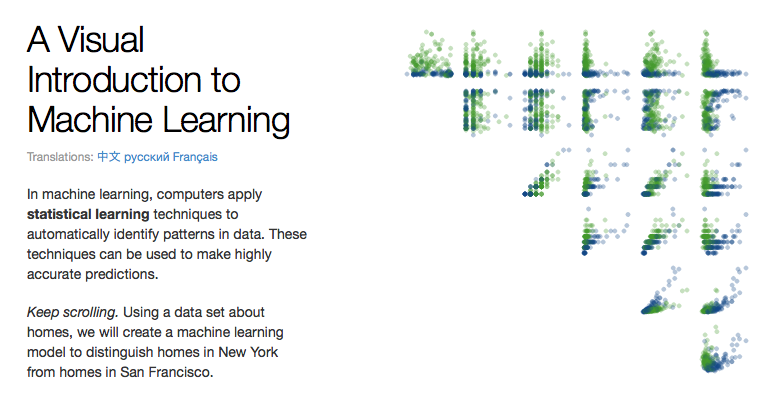 A Visual
Introduction to
Machine Learning
Translations: 中文 русский Français
In machine learning, computers apply
statistical learning techniques to
automatically identify patterns in data. These
techniques can be used to make highly
accurate predictions.
Keep scrolling. Using a data set about
homes, we will create a machine learning
model to distinguish homes in New York
from homes in San Francisco.